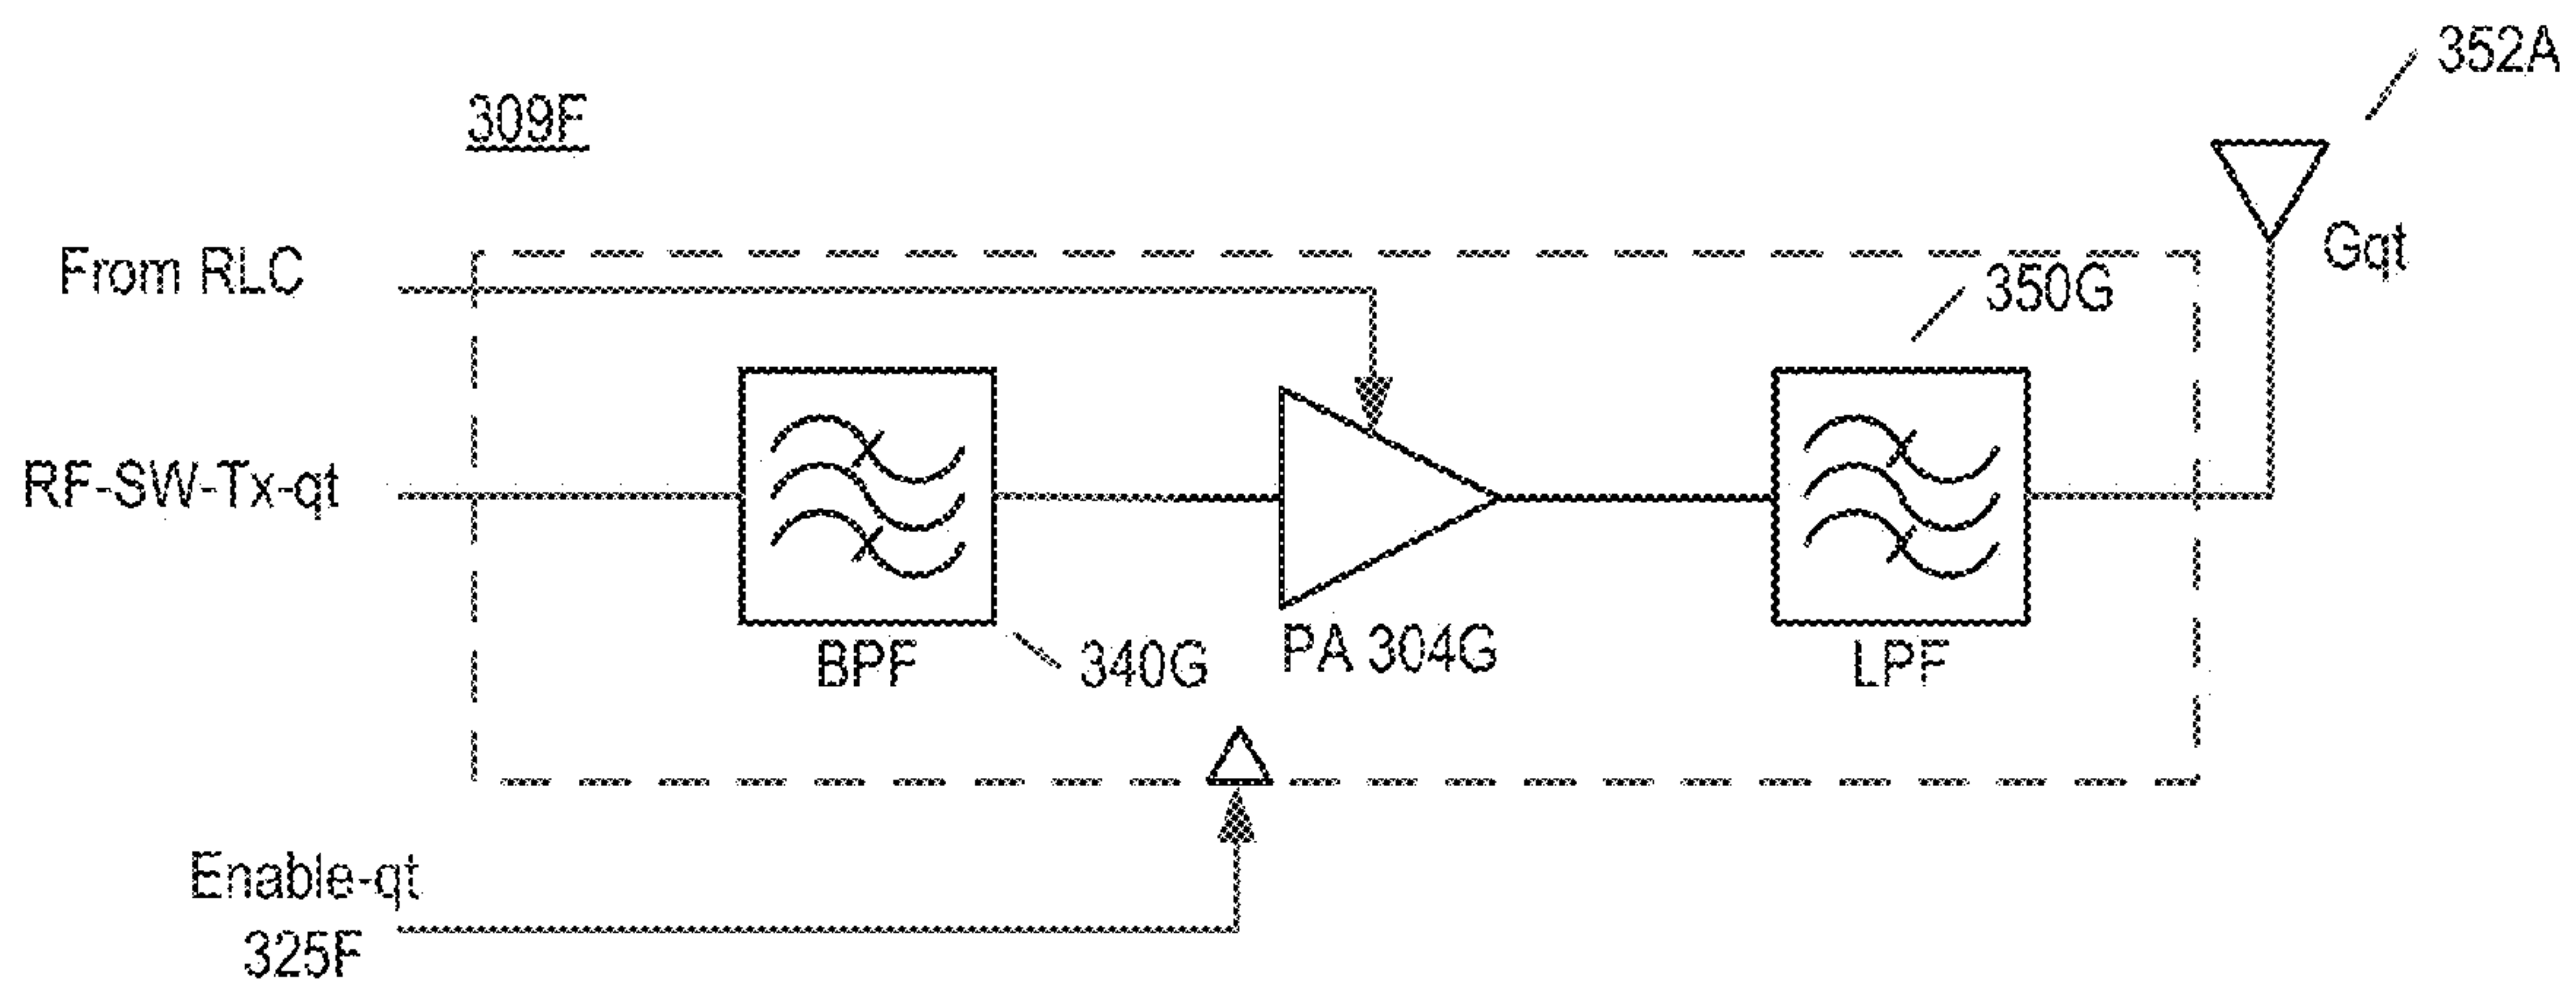 352A
309F
From RLC
Gqt
350G
RF-SW-Tx-qt
BPF
340G
PA 304G
LPF
Enable-qt
325F